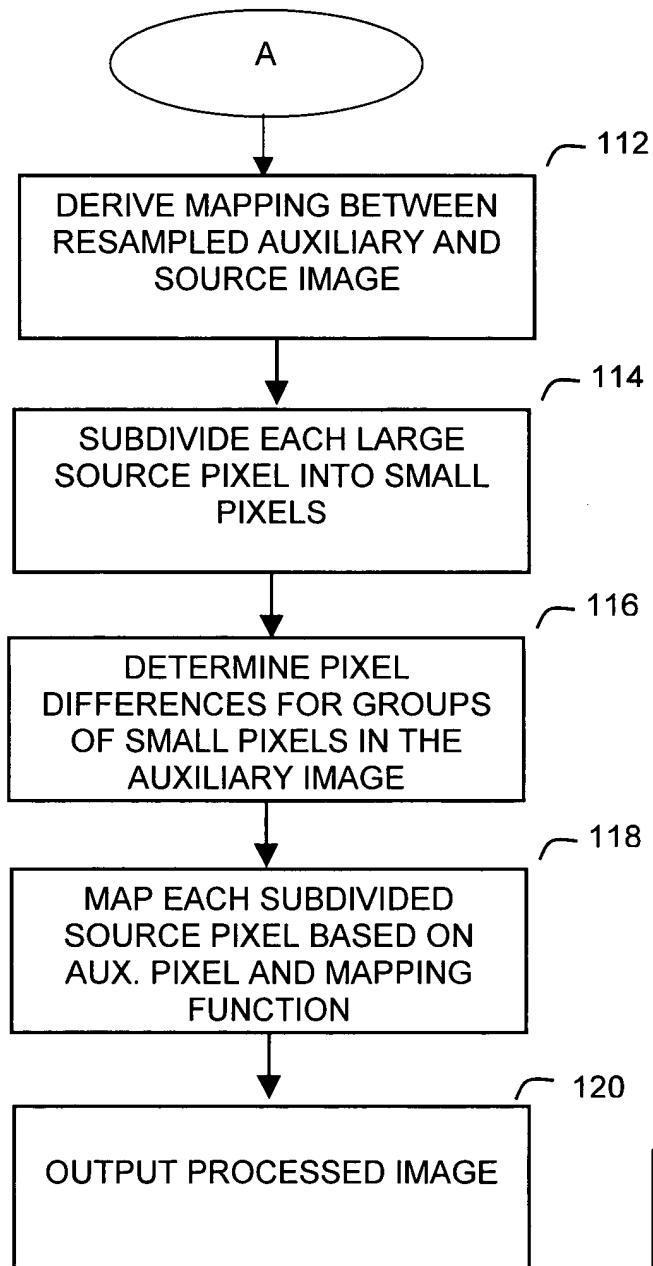 A
112
DERIVE MAPPING BETWEEN
RESAMPLED AUXILIARY AND
SOURCE IMAGE
114
SUBDIVIDE EACH LARGE
SOURCE PIXEL INTO SMALL
PIXELS
116
DETERMINE PIXEL
DIFFERENCES FOR GROUPS
OF SMALL PIXELS IN THE
AUXILIARY IMAGE
118
MAP EACH SUBDIVIDED
SOURCE PIXEL BASED ON
AUX. PIXEL AND MAPPING
FUNCTION
120
OUTPUT PROCESSED IMAGE